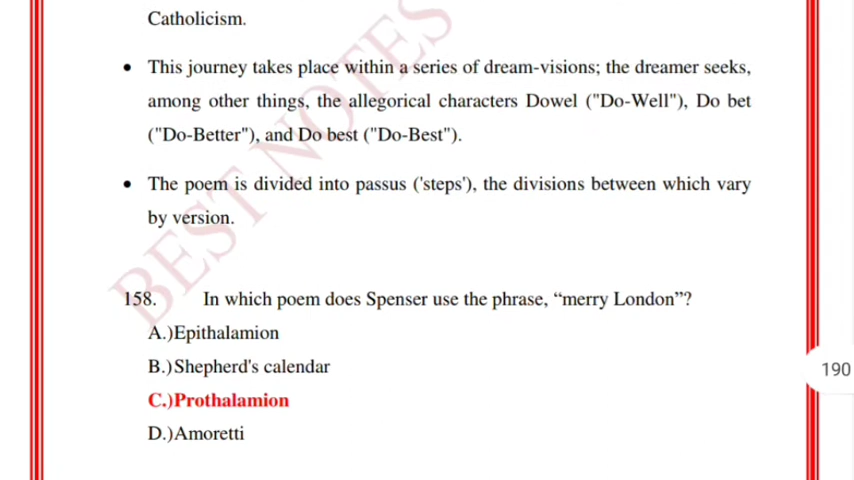 Catholicism.
• This journey takes place within a series of dream-visions; the dreamer seeks,
among other things, the allegorical characters Dowel ("Do-Well"), Do bet
("Do-Better"), and Do best ("Do-Best").
• The poem is divided into passus ('steps'), the divisions between which vary
by version.
BEST NOTES
158. In which poem does Spenser use the phrase, “merry London”?
A.)Epithalamion
B.)Shepherd's calendar
C.)Prothalamion
D.)Amoretti
190